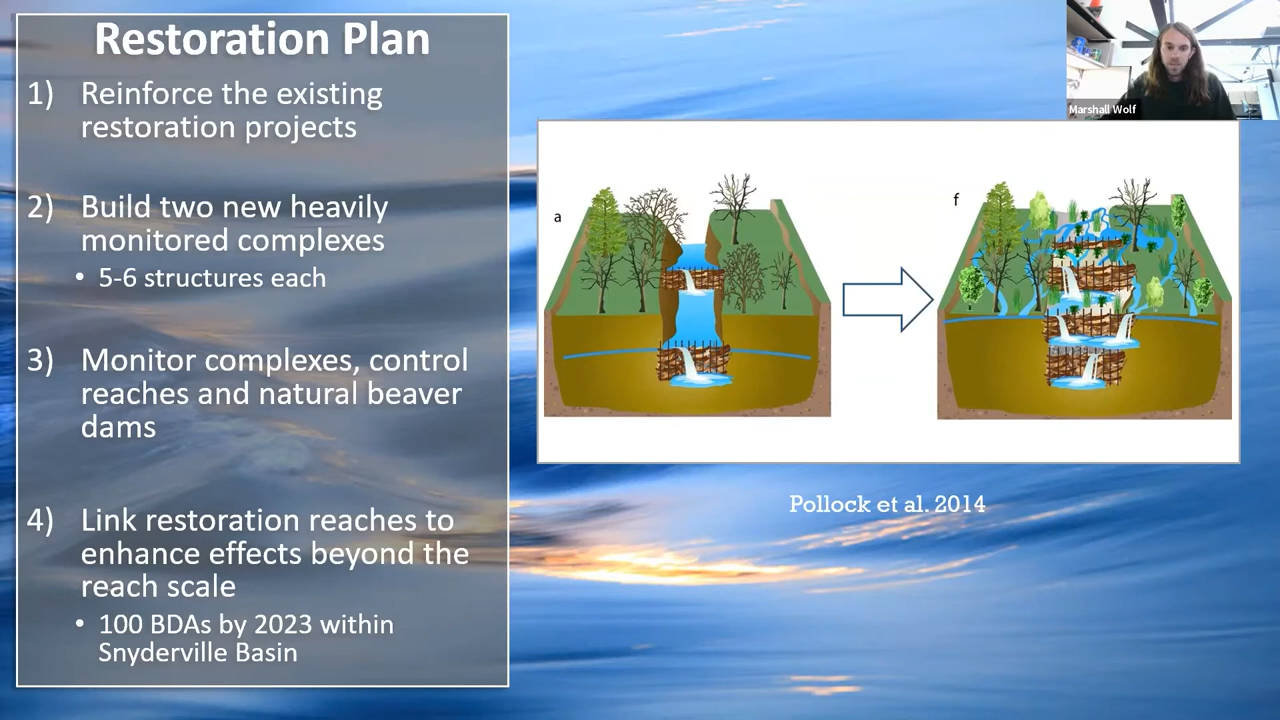 Restoration Plan
1) Reinforce the existing
restoration projects
2) Build two new heavily
monitored complexes
• 5-6 structures each
3) Monitor complexes, control
reaches and natural beaver
dams
4) Link restoration reaches to
enhance effects beyond the
reach scale
• 100 BDAs by 2023 within
Snyderville Basin
Marshall Wolf
a
f
Pollock et al. 2014